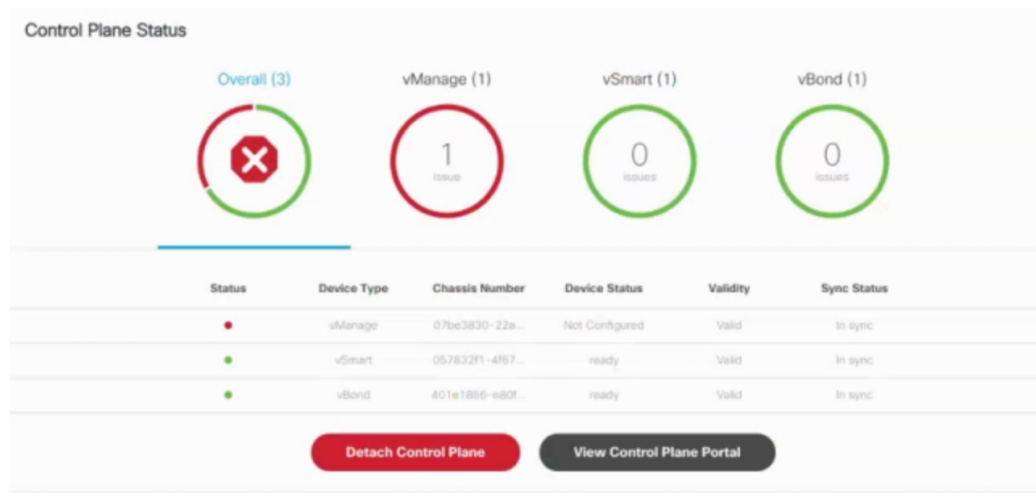 Control Plane Status
Overall (3) vManage (1) vSmart (1) vBond (1)
1 0 0
issue issues issues
Status Device Type Chassis Number Device Status Validity Sync Status
vManage 07be3830-22a... Not Configured Valid In sync
vSmart 057832f1-4f67... ready Valid In sync
vBond 401e1886-e80f... ready Valid In sync
Detach Control Plane View Control Plane Portal